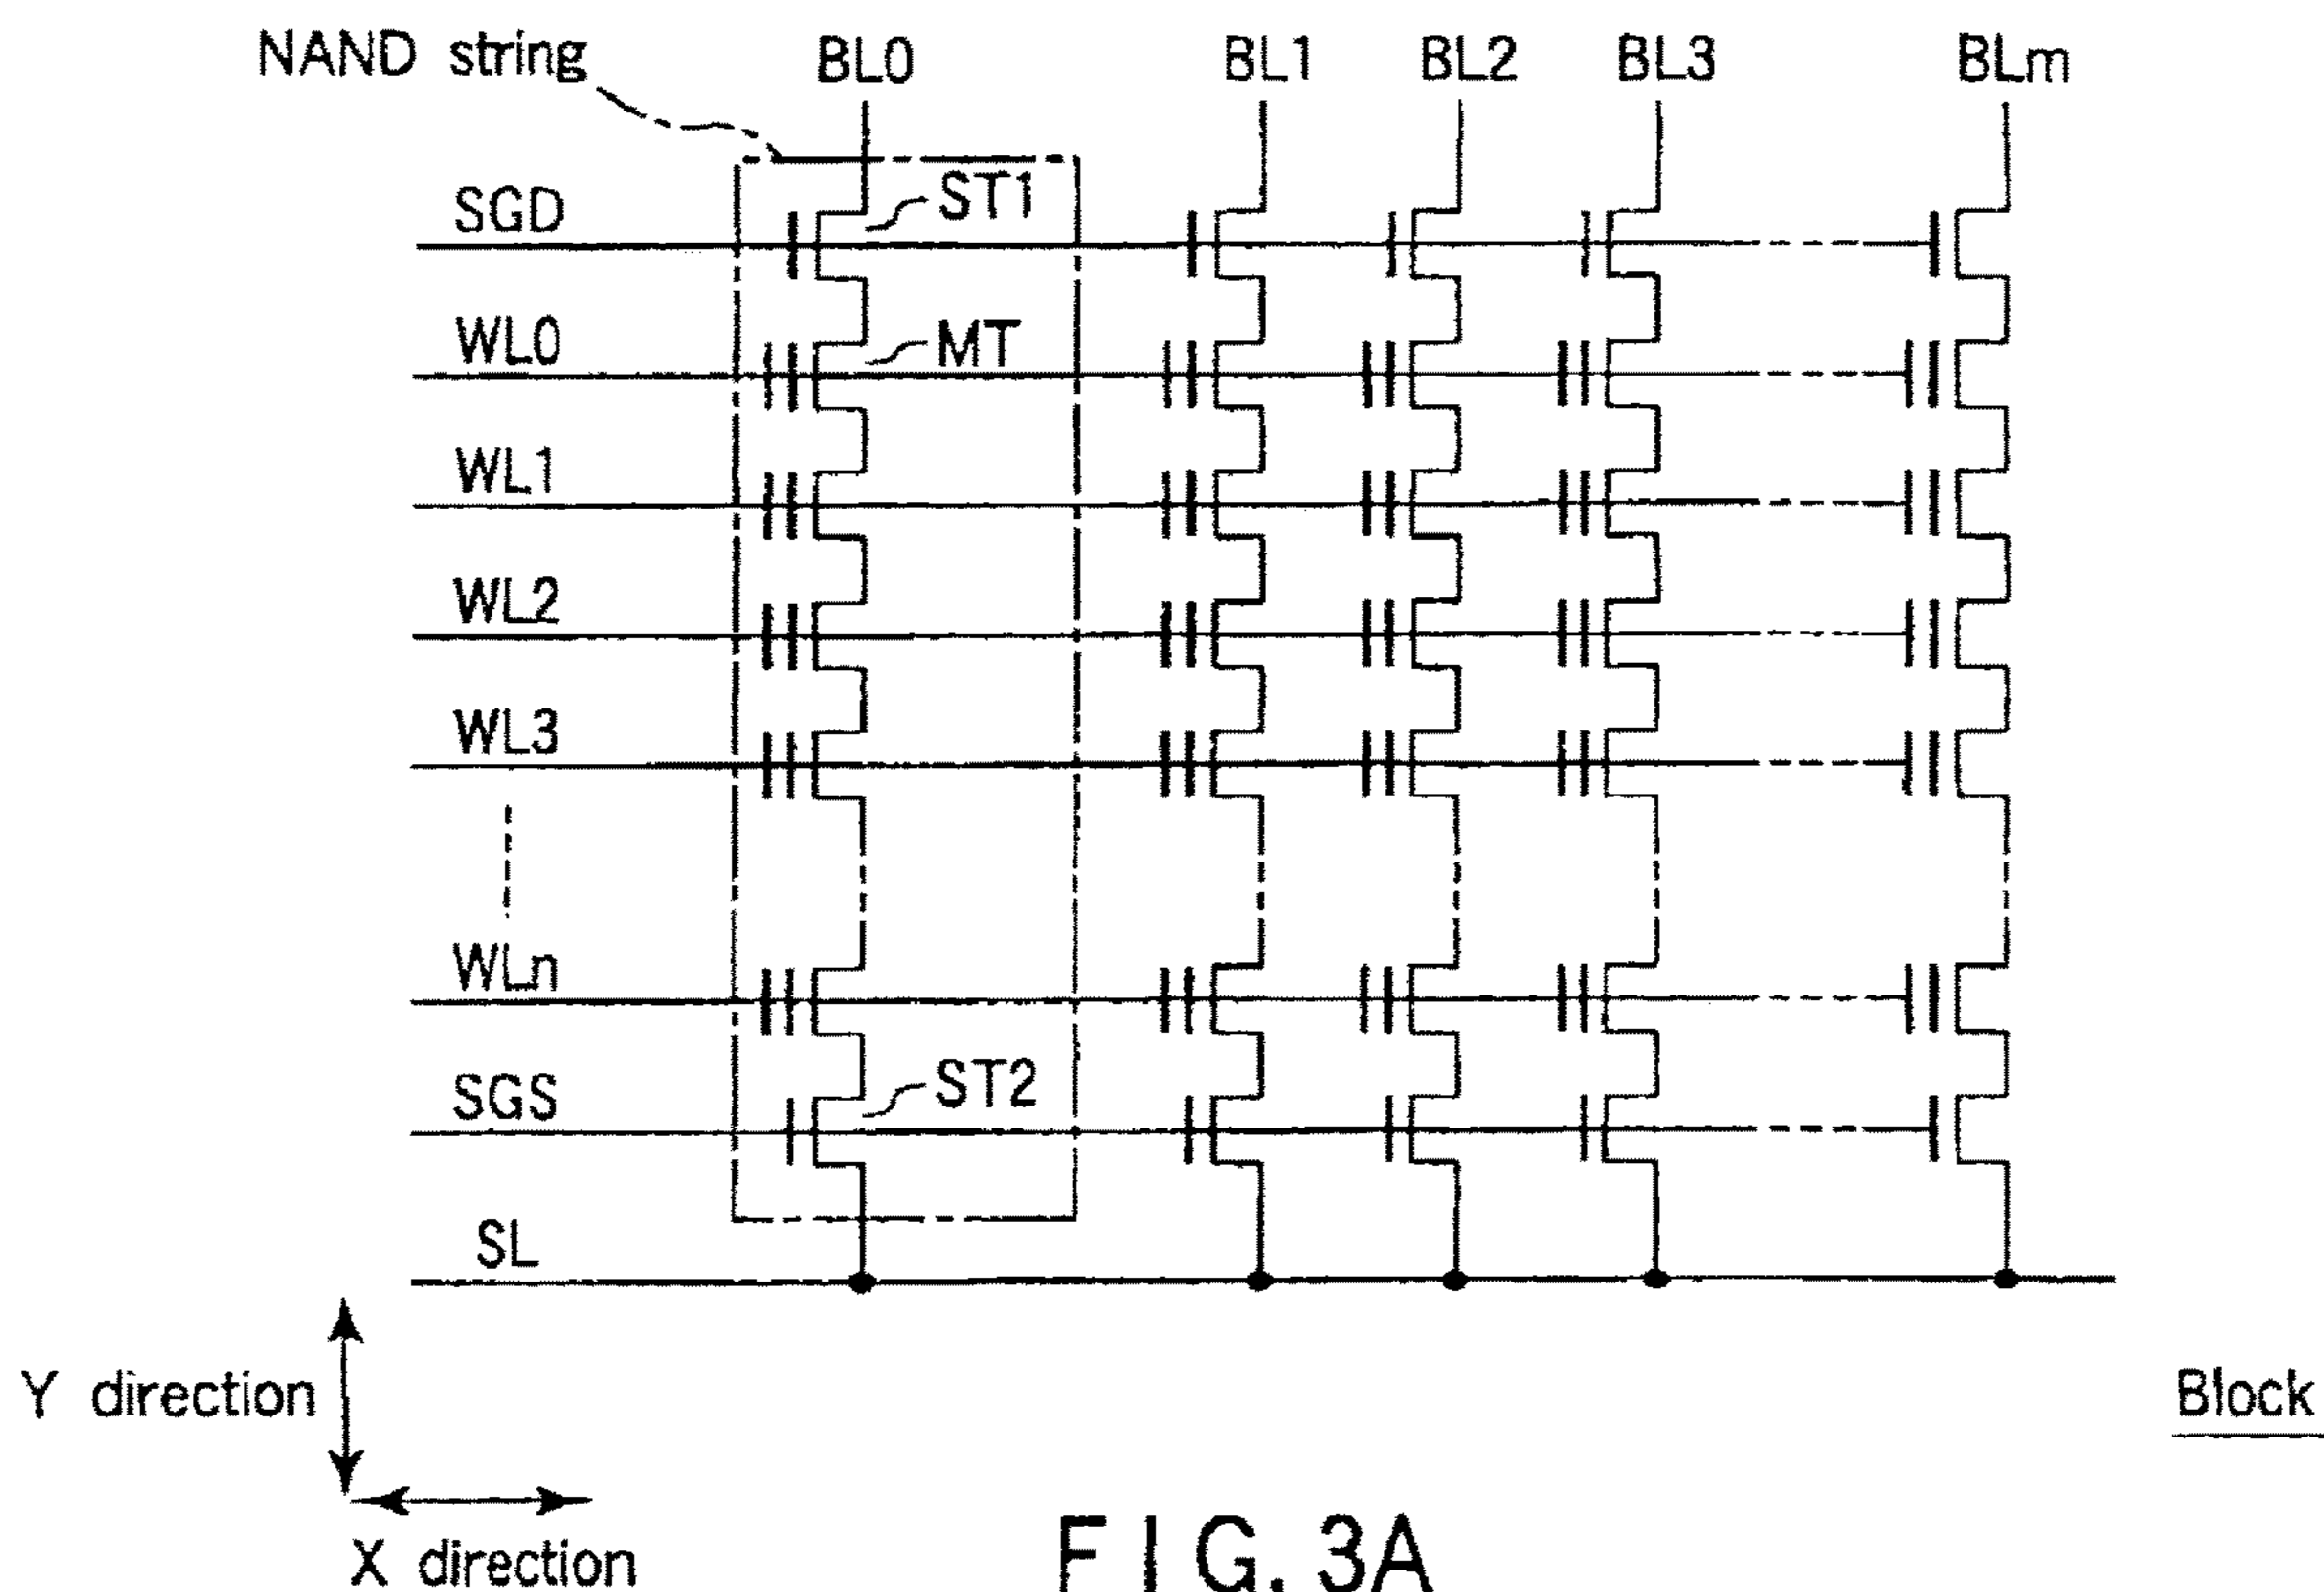 NAND string
BL0
BL1
BL2
BL3
BLm
SGD
ST1
WL0
MT
WL1
WL2
WL3
WLn
SGS
ST2
SL
Y direction
X direction
Block
FIG. 3A